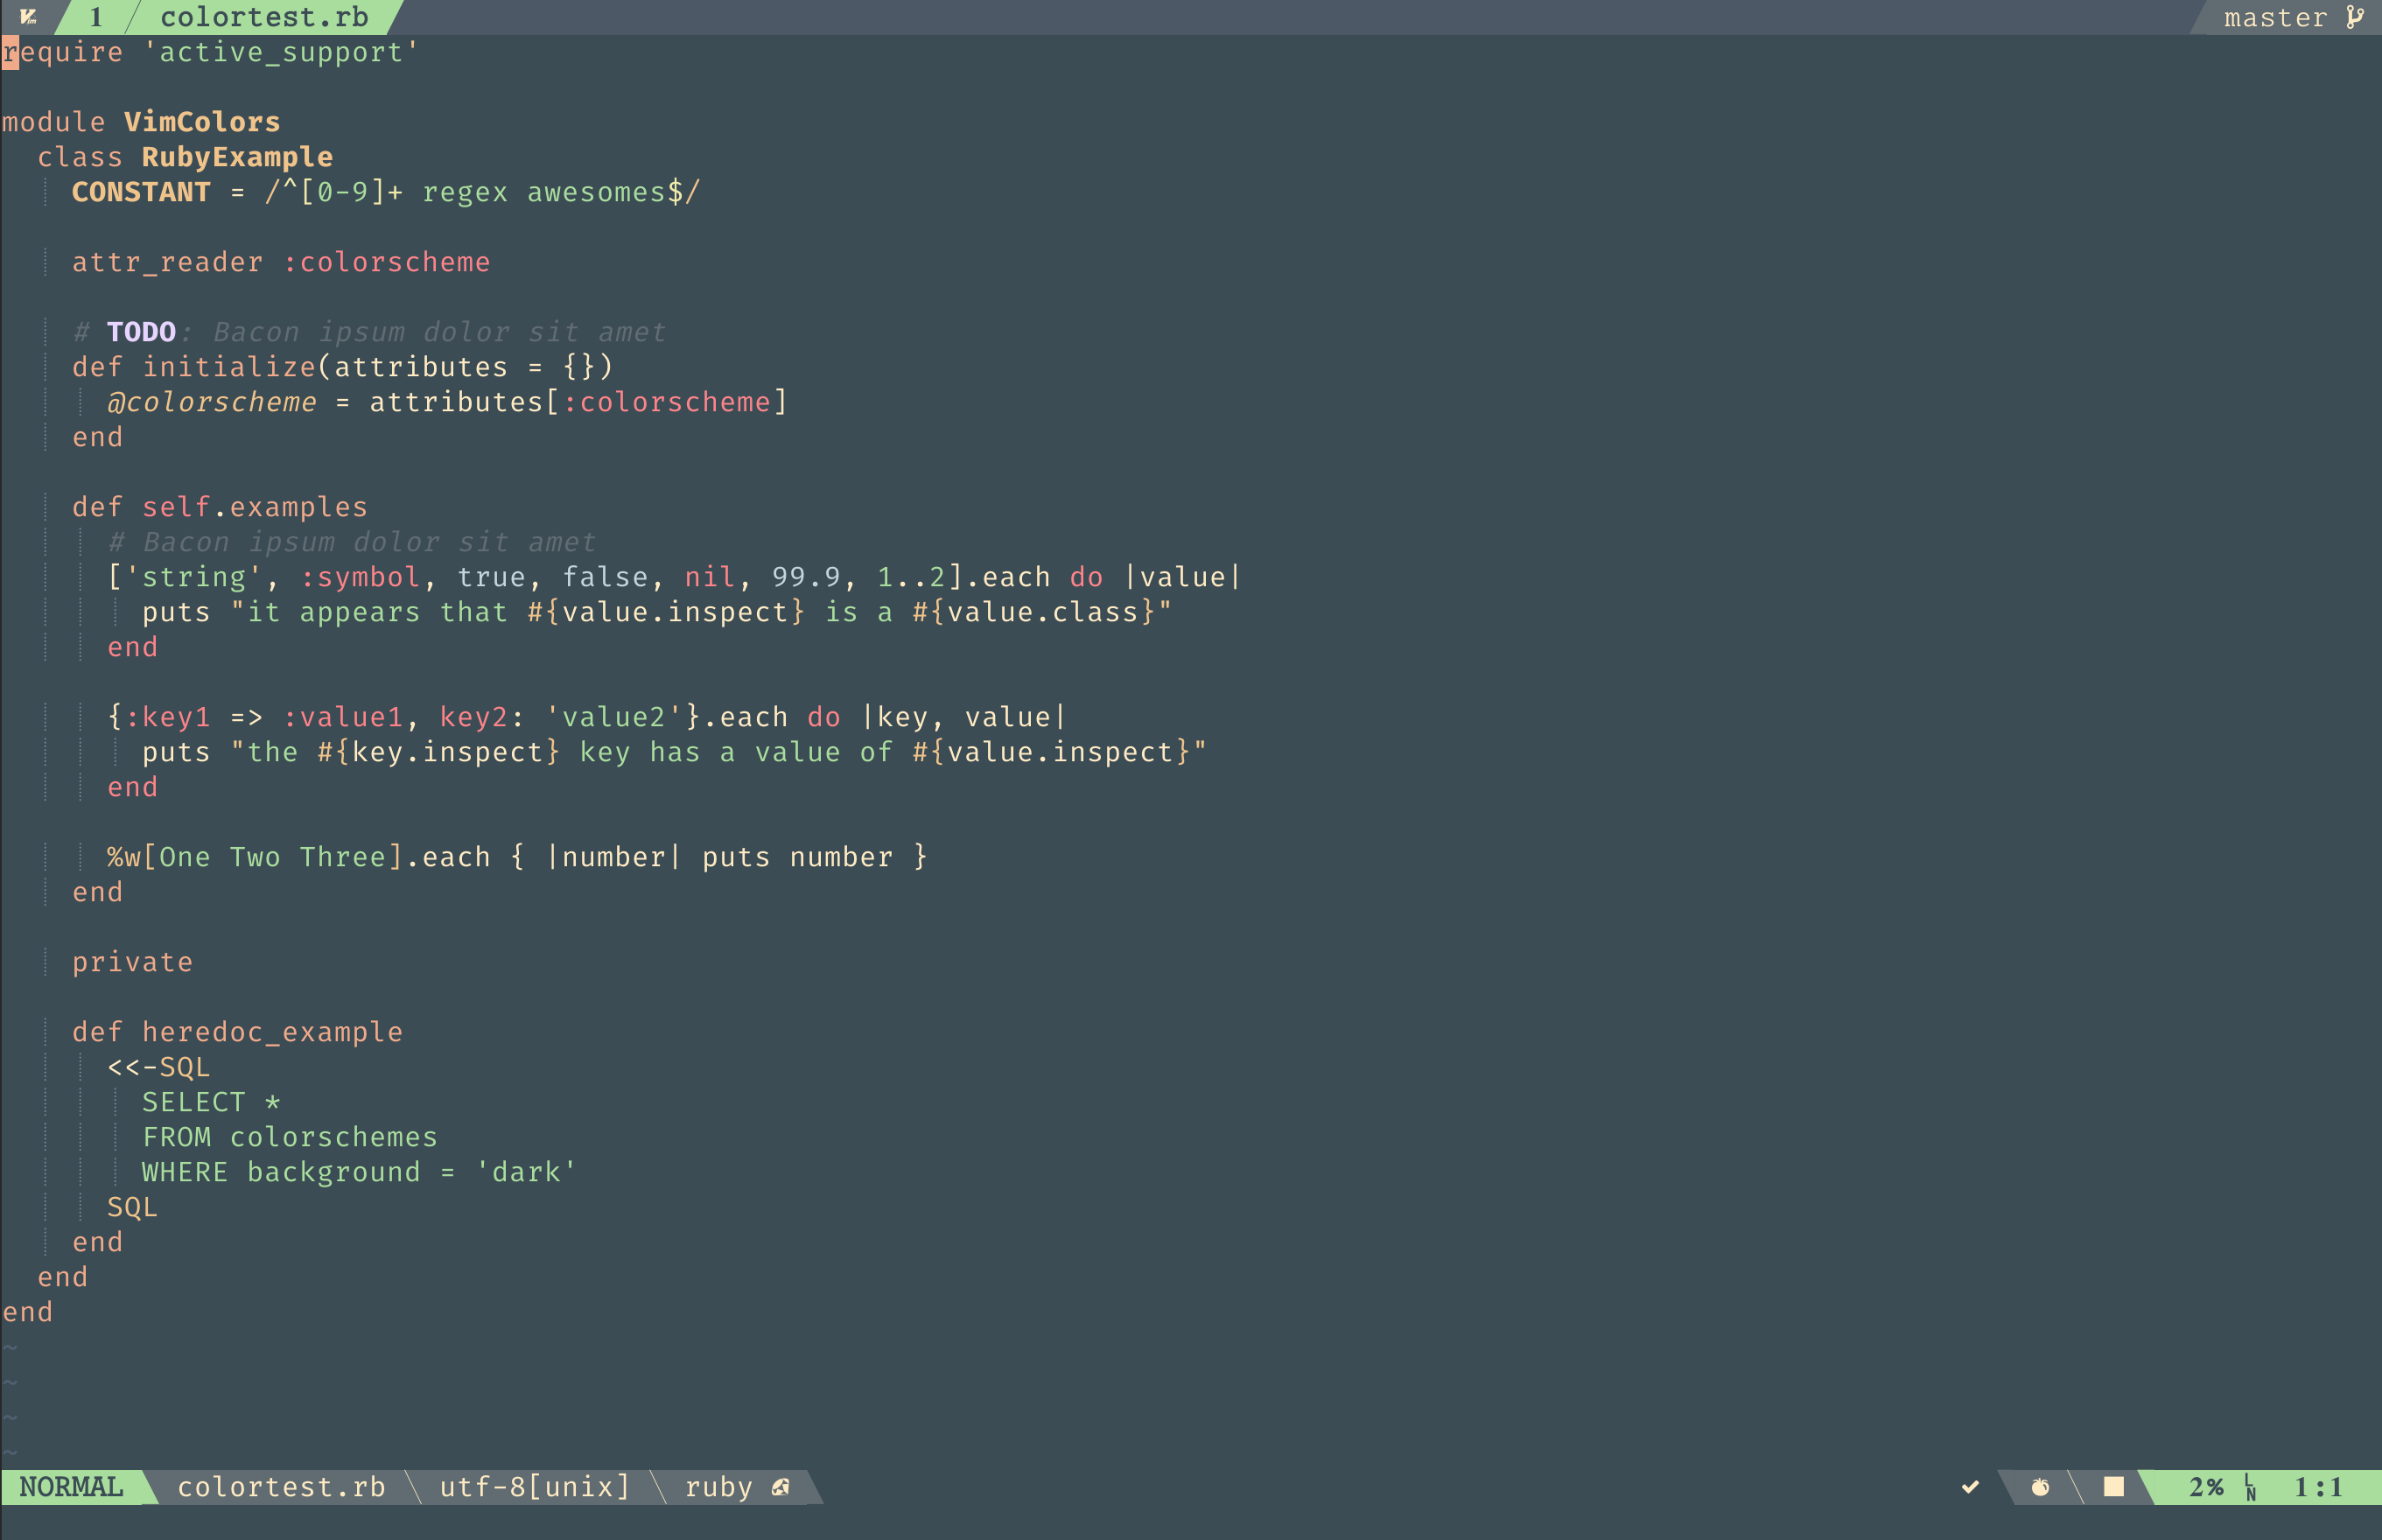 Vim 1 colortest.rb master
require 'active_support'

module VimColors
  class RubyExample
    CONSTANT = /^[0-9]+ regex awesomes$/

    attr_reader :colorscheme

    # TODO: Bacon ipsum dolor sit amet
    def initialize(attributes = {})
      @colorscheme = attributes[:colorscheme]
    end

    def self.examples
      # Bacon ipsum dolor sit amet
      ['string', :symbol, true, false, nil, 99.9, 1..2].each do |value|
        puts "it appears that #{value.inspect} is a #{value.class}"
      end

      {:key1 => :value1, key2: 'value2'}.each do |key, value|
        puts "the #{key.inspect} key has a value of #{value.inspect}"
      end

      %w[One Two Three].each { |number| puts number }
    end

    private

    def heredoc_example
      <<-SQL
        SELECT *
        FROM colorschemes
        WHERE background = 'dark'
      SQL
    end
  end
end
~
~
~
~
NORMAL colortest.rb utf-8[unix] ruby 2% LN 1:1